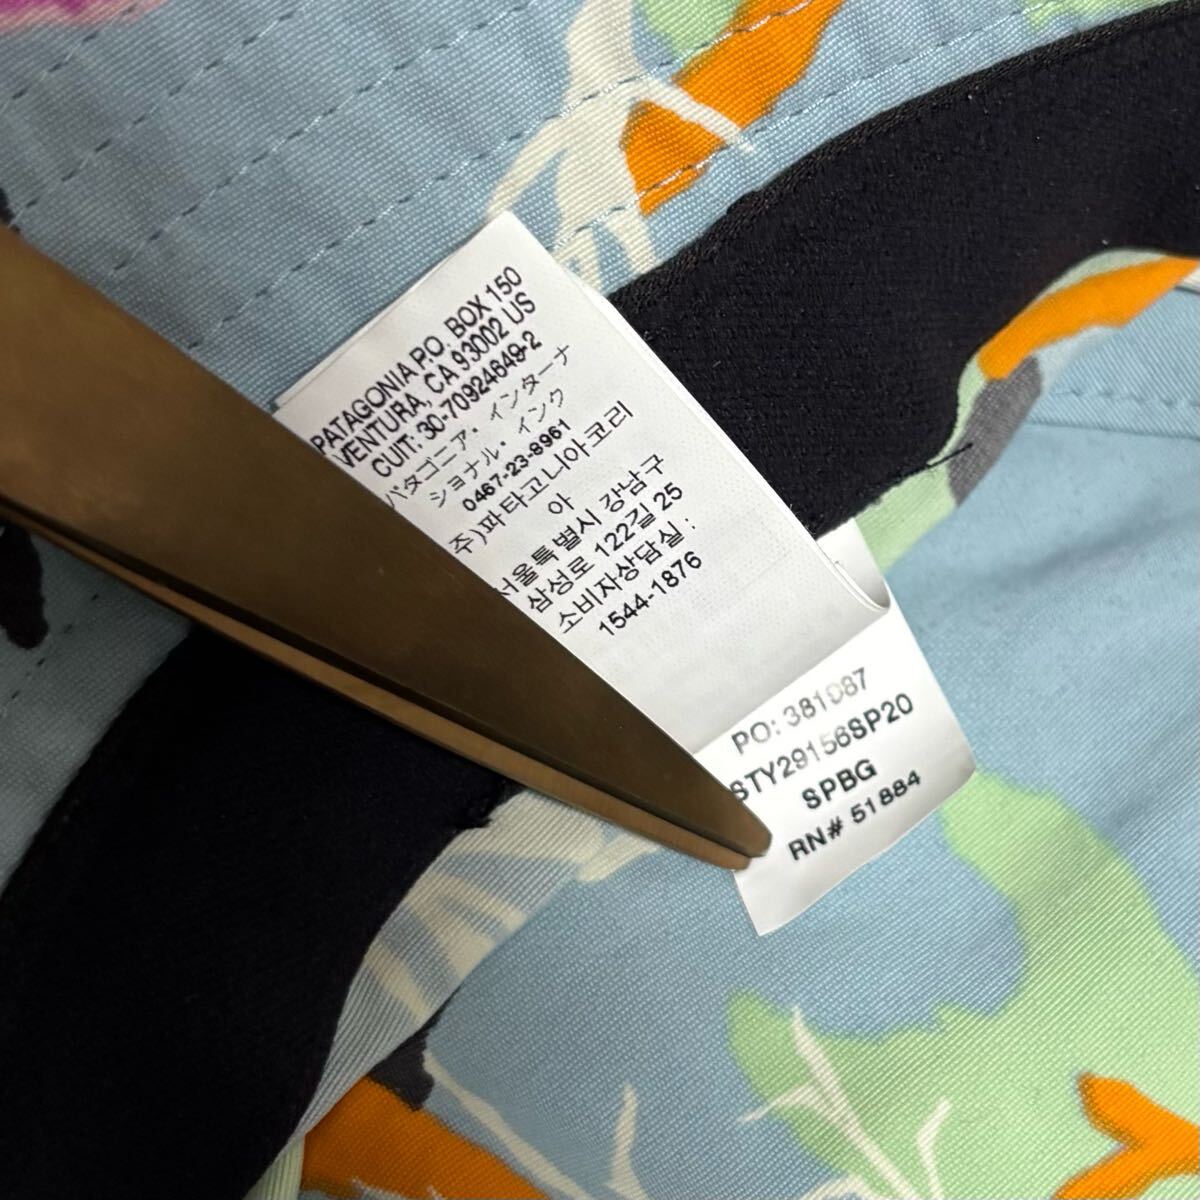 PATAGONIA P.O. BOX 150
VENTURA, CA 93002 US
CUIT: 30-70924649-2
パタゴニア・インターナ
ショナル・インク
0467-23-8961
주)파타고니아코리
아
서울특별시 강남구
삼성로 122길 25
소비자상담실 :
1544-1876
PO: 381087
STY29156SP20
SPBG
RN# 51884